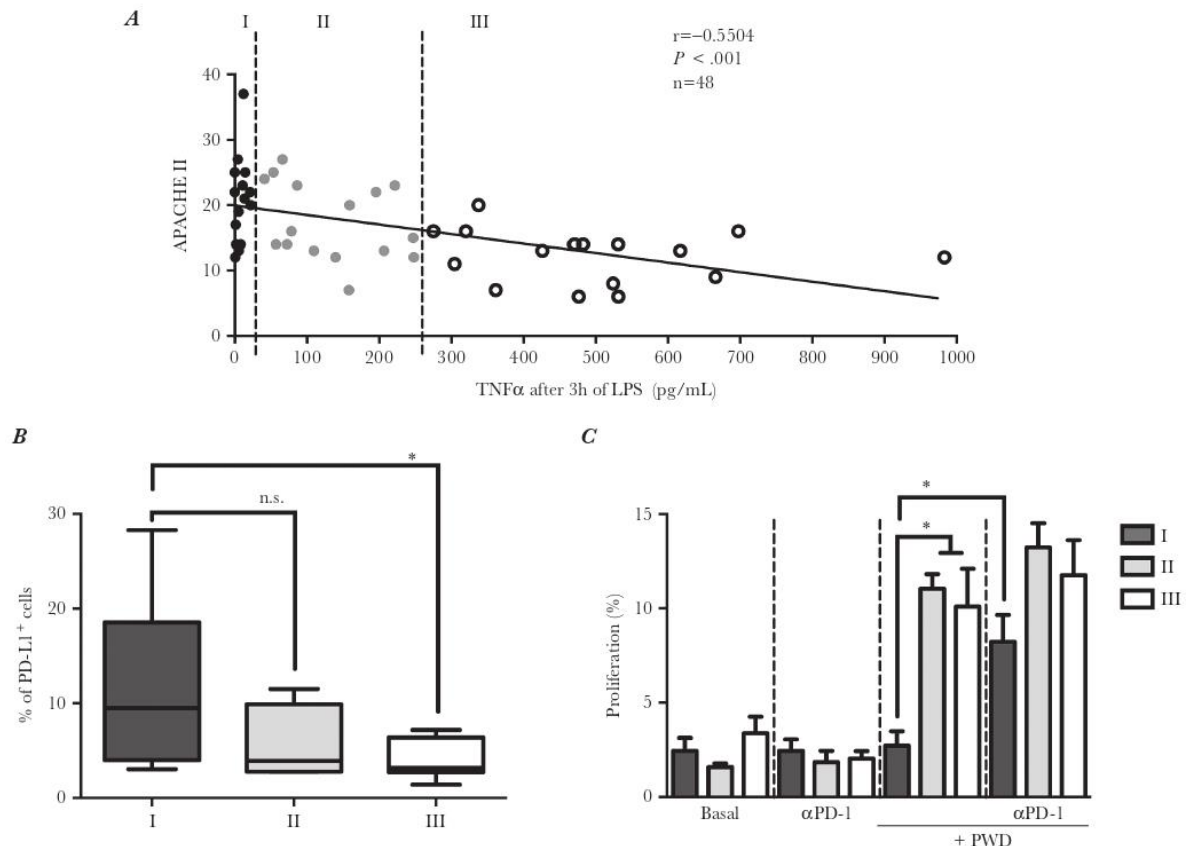 A
I II III
r=−0.5504
P < .001
n=48
40
30
20
10
0
APACHE II
0 100 200 300 400 500 600 700 800 900 1000
TNFα after 3h of LPS (pg/mL)
B
*
n.s.
30
20
10
0
% of PD-L1+ cells
I II III
C
*
*
15
10
5
0
Proliferation (%)
I
II
III
Basal αPD-1 αPD-1
+ PWD